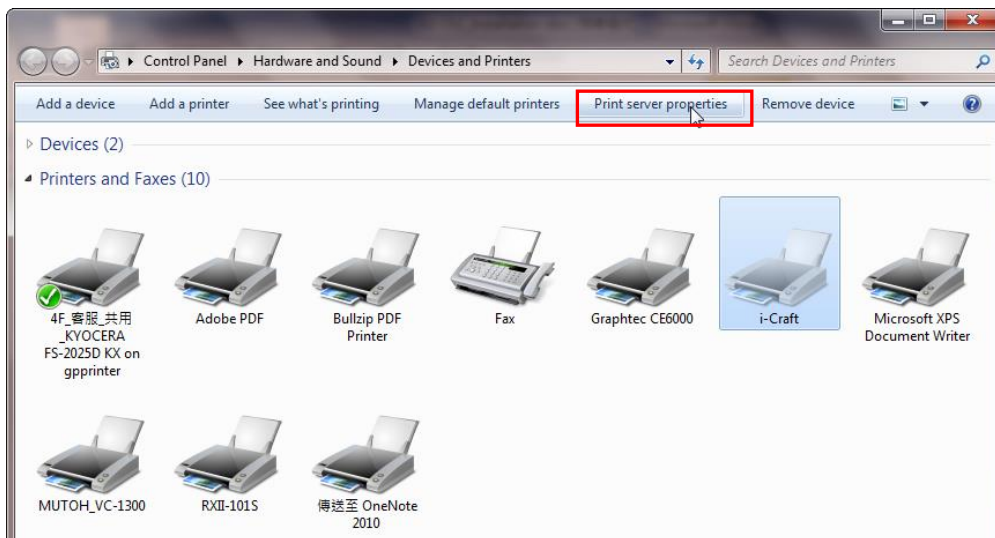 Control Panel ▸ Hardware and Sound ▸ Devices and Printers
Search Devices and Printers
Add a device Add a printer See what's printing Manage default printers Print server properties Remove device
Devices (2)
Printers and Faxes (10)
4F_客服_共用
_KYOCERA
FS-2025D KX on
gpprinter
Adobe PDF
Bullzip PDF
Printer
Fax
Graphtec CE6000
i-Craft
Microsoft XPS
Document Writer
MUTOH_VC-1300
RXII-101S
傳送至 OneNote
2010